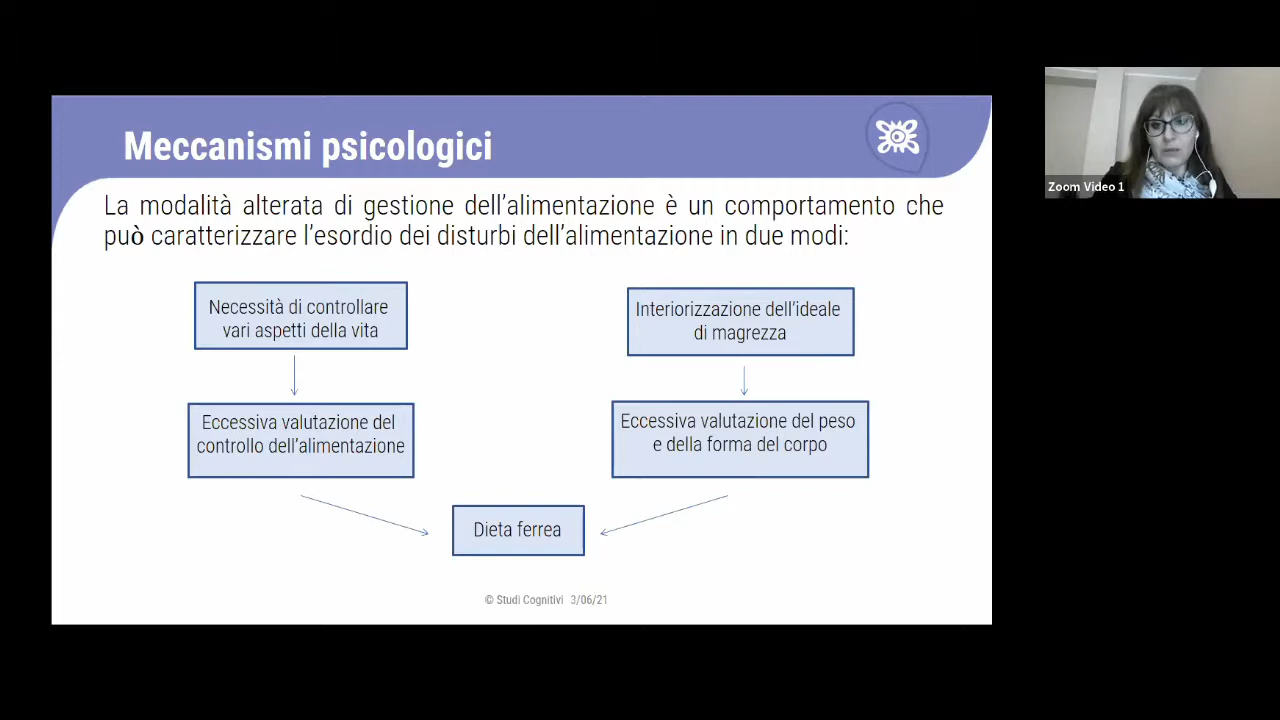 Meccanismi psicologici
La modalità alterata di gestione dell'alimentazione è un comportamento che
può caratterizzare l'esordio dei disturbi dell'alimentazione in due modi:
Necessità di controllare
vari aspetti della vita
Interiorizzazione dell'ideale
di magrezza
Eccessiva valutazione del
controllo dell'alimentazione
Eccessiva valutazione del peso
e della forma del corpo
Dieta ferrea
© Studi Cognitivi 3/06/21
Zoom Video 1